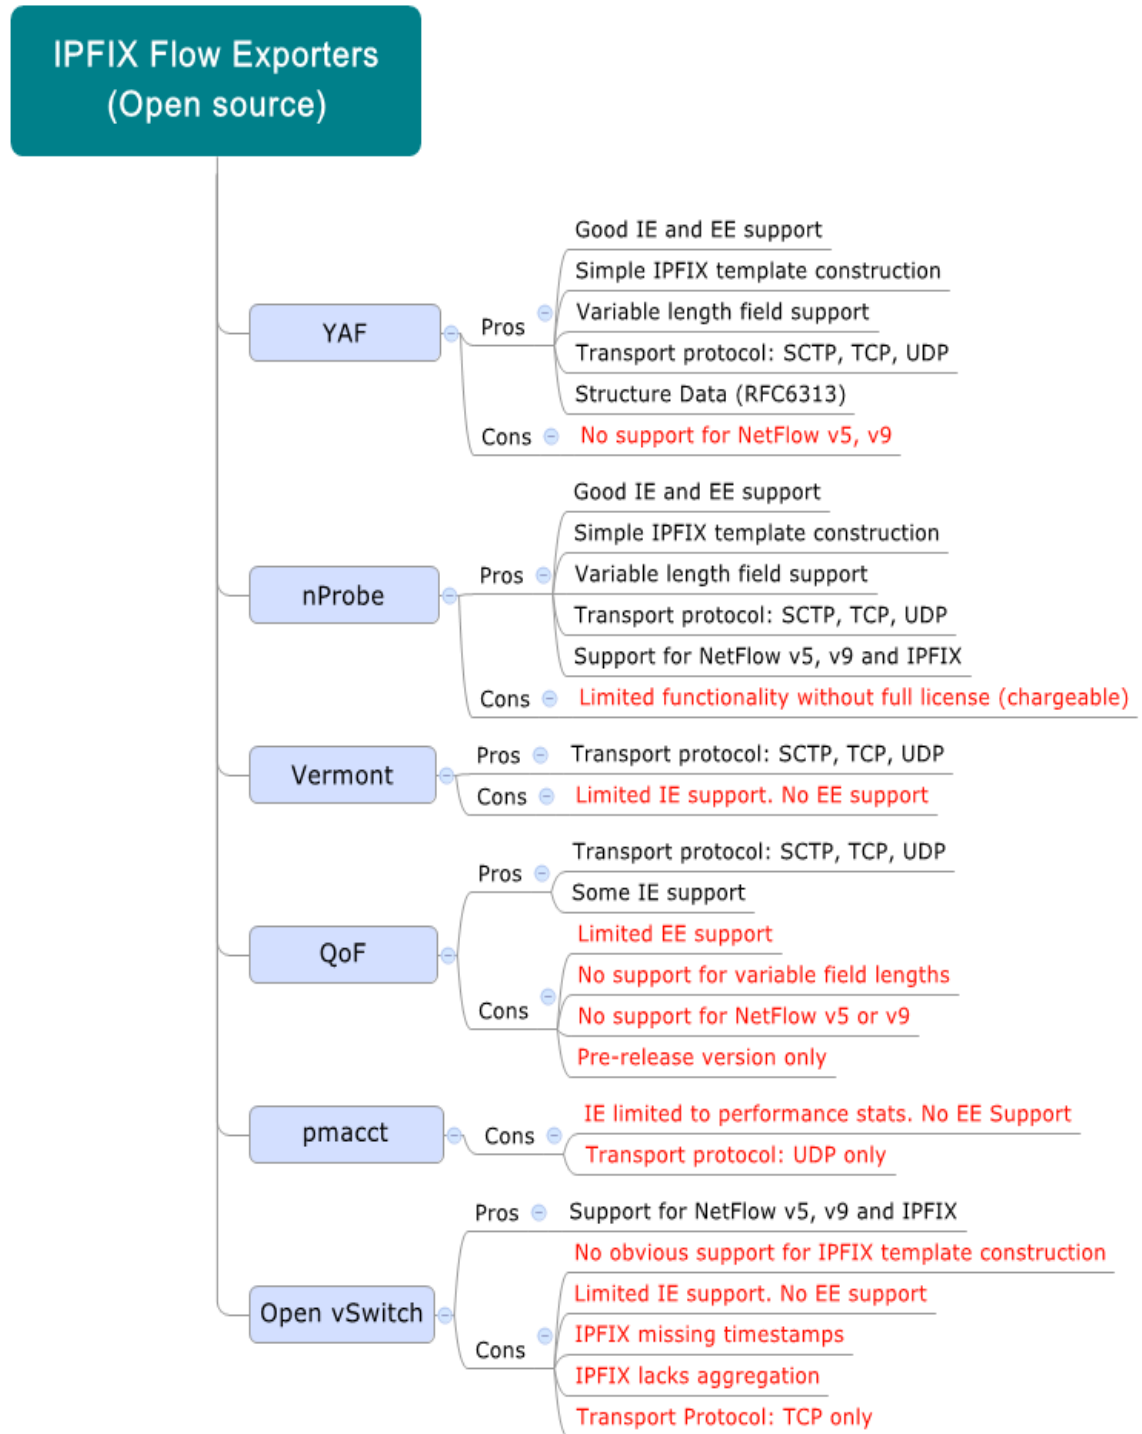 IPFIX Flow Exporters
(Open source)
YAF
Pros
Good IE and EE support
Simple IPFIX template construction
Variable length field support
Transport protocol: SCTP, TCP, UDP
Structure Data (RFC6313)
Cons
No support for NetFlow v5, v9
nProbe
Pros
Good IE and EE support
Simple IPFIX template construction
Variable length field support
Transport protocol: SCTP, TCP, UDP
Support for NetFlow v5, v9 and IPFIX
Cons
Limited functionality without full license (chargeable)
Vermont
Pros
Transport protocol: SCTP, TCP, UDP
Cons
Limited IE support. No EE support
QoF
Pros
Transport protocol: SCTP, TCP, UDP
Some IE support
Cons
Limited EE support
No support for variable field lengths
No support for NetFlow v5 or v9
Pre-release version only
pmacct
Cons
IE limited to performance stats. No EE Support
Transport protocol: UDP only
Open vSwitch
Pros
Support for NetFlow v5, v9 and IPFIX
Cons
No obvious support for IPFIX template construction
Limited IE support. No EE support
IPFIX missing timestamps
IPFIX lacks aggregation
Transport Protocol: TCP only